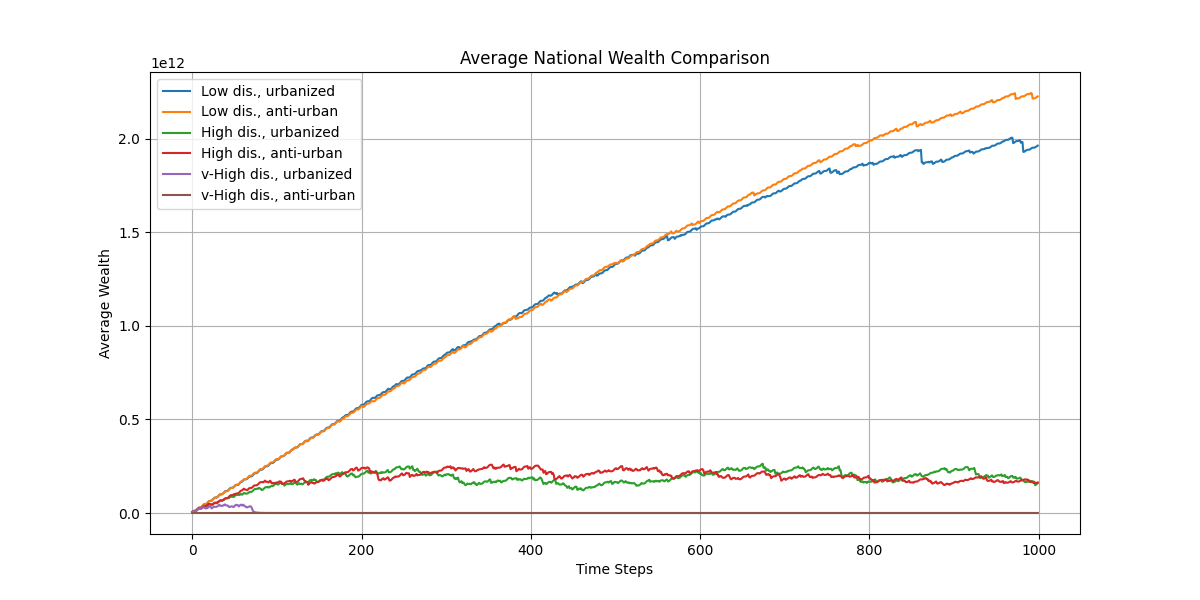 Average National Wealth Comparison
1e12
Low dis., urbanized
Low dis., anti-urban
High dis., urbanized
High dis., anti-urban
v-High dis., urbanized
v-High dis., anti-urban
2.0
1.5
1.0
0.5
0.0
Average Wealth
0 200 400 600 800 1000
Time Steps